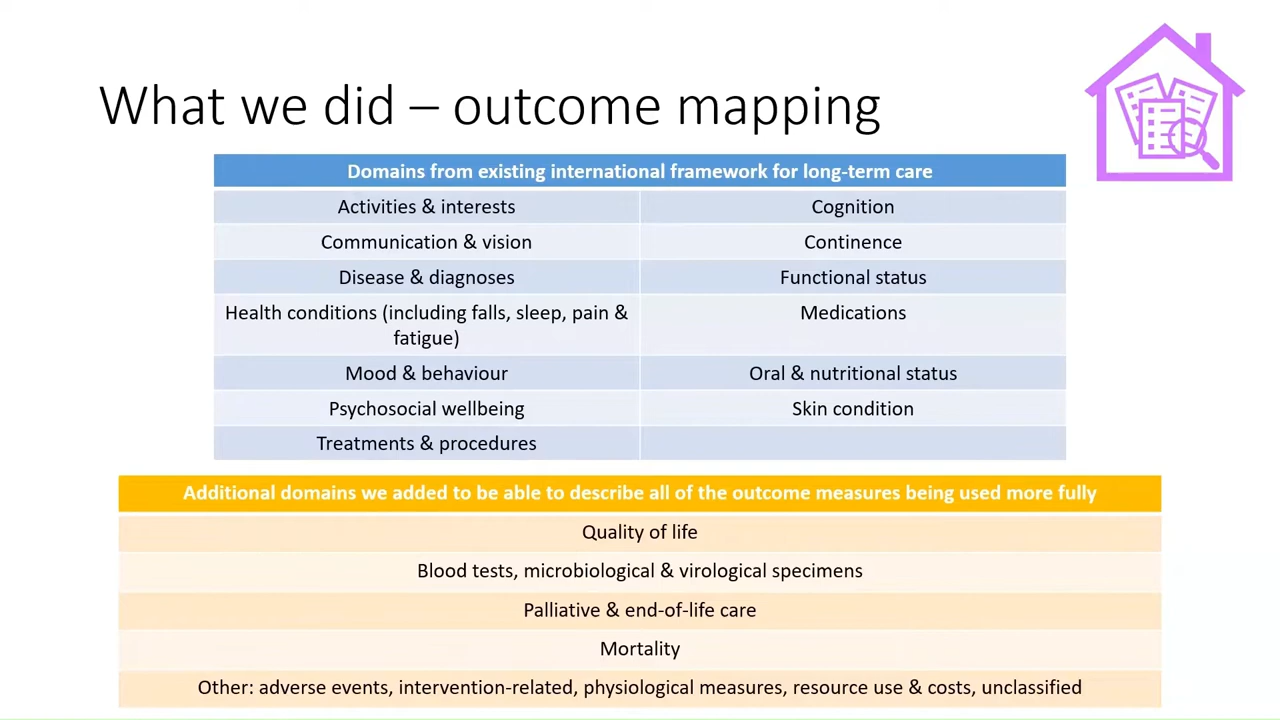 What we did – outcome mapping
Domains from existing international framework for long-term care
Activities & interests
Cognition
Communication & vision
Continence
Disease & diagnoses
Functional status
Health conditions (including falls, sleep, pain &
fatigue)
Medications
Mood & behaviour
Oral & nutritional status
Psychosocial wellbeing
Skin condition
Treatments & procedures
Additional domains we added to be able to describe all of the outcome measures being used more fully
Quality of life
Blood tests, microbiological & virological specimens
Palliative & end-of-life care
Mortality
Other: adverse events, intervention-related, physiological measures, resource use & costs, unclassified